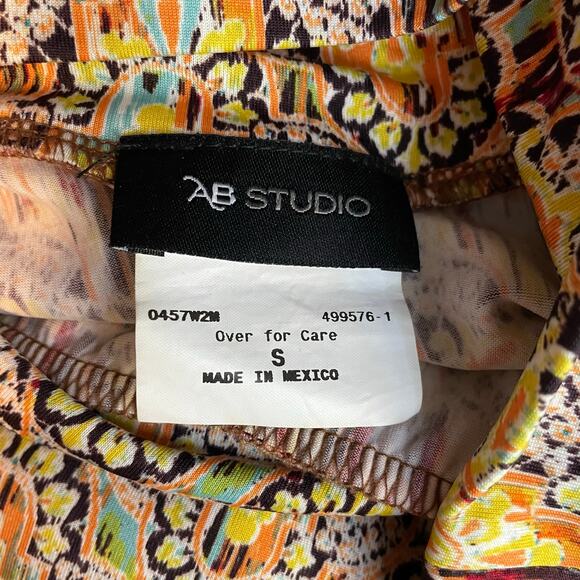 AB STUDIO
0457W2M 499576-1
Over for Care
S
MADE IN MEXICO